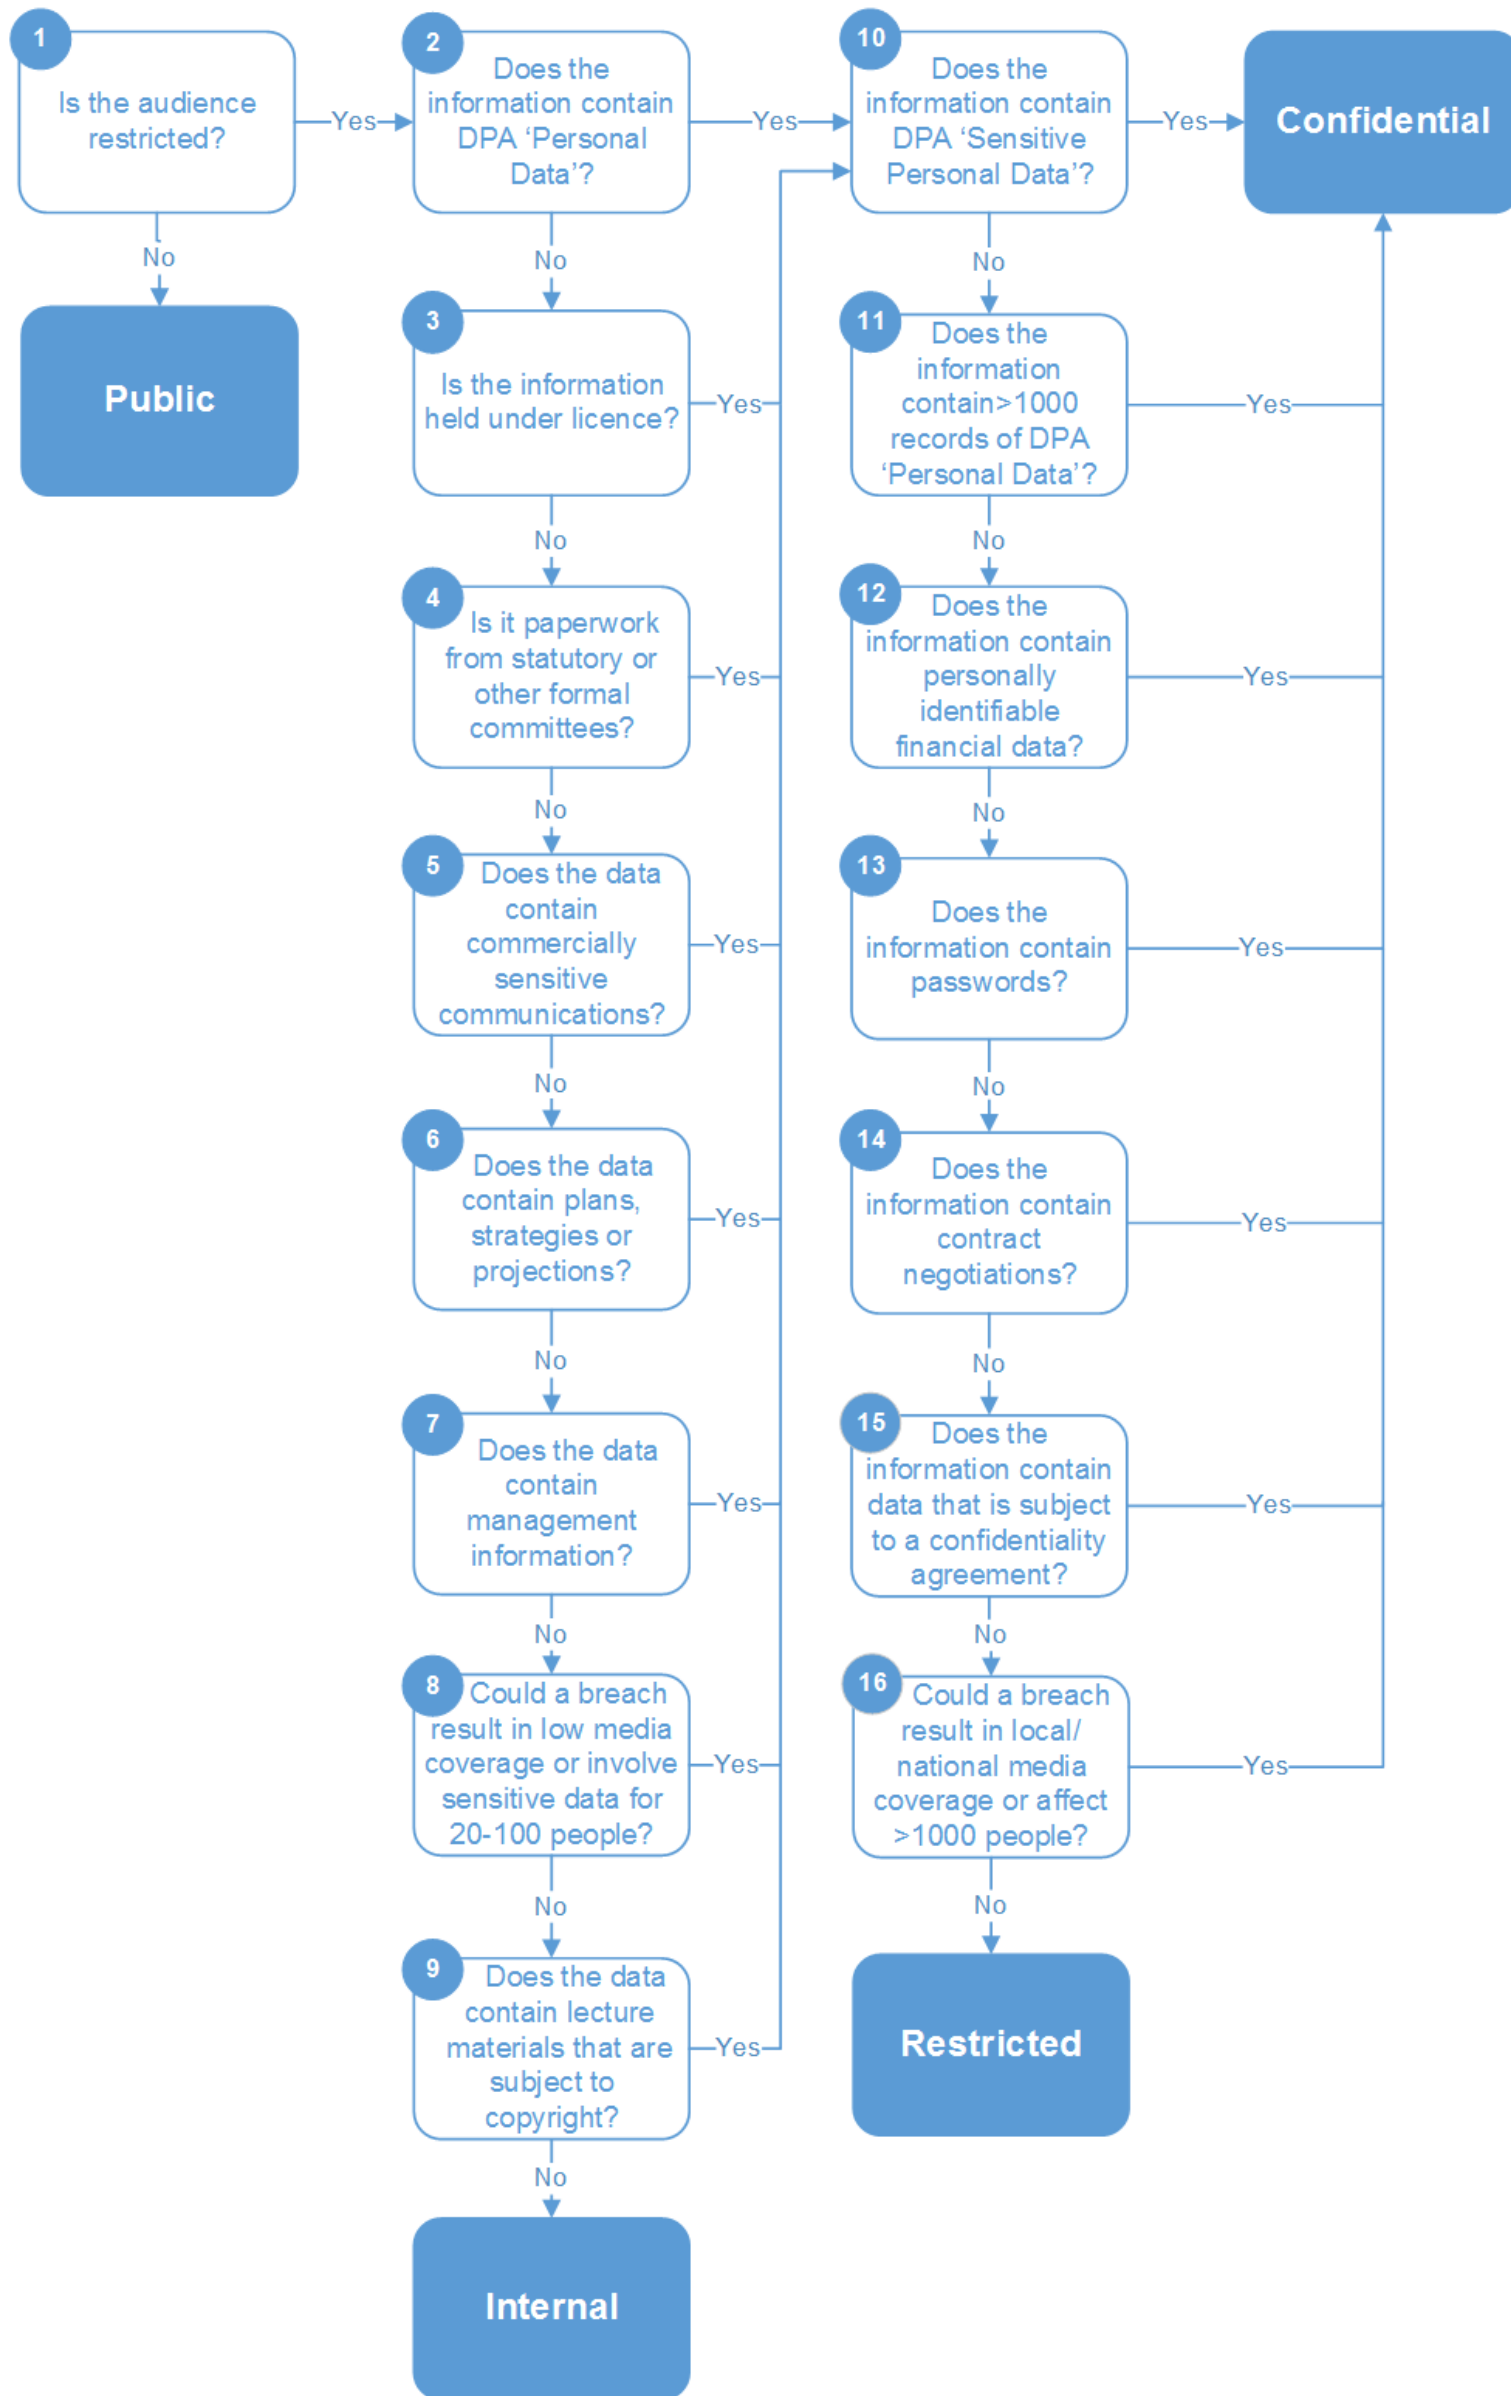 1
Is the audience
restricted?
Yes
No
Public
2
Does the
information contain
DPA ‘Personal
Data’?
Yes
No
3
Is the information
held under licence?
Yes
No
4
Is it paperwork
from statutory or
other formal
committees?
Yes
No
5
Does the data
contain
commercially
sensitive
communications?
Yes
No
6
Does the data
contain plans,
strategies or
projections?
Yes
No
7
Does the data
contain
management
information?
Yes
No
8
Could a breach
result in low media
coverage or involve
sensitive data for
20-100 people?
Yes
No
9
Does the data
contain lecture
materials that are
subject to
copyright?
Yes
No
Internal
10
Does the
information contain
DPA ‘Sensitive
Personal Data’?
Yes
No
11
Does the
information
contain>1000
records of DPA
‘Personal Data’?
Yes
No
12
Does the
information contain
personally
identifiable
financial data?
Yes
No
13
Does the
information contain
passwords?
Yes
No
14
Does the
information contain
contract
negotiations?
Yes
No
15
Does the
information contain
data that is subject
to a confidentiality
agreement?
Yes
No
16
Could a breach
result in local/
national media
coverage or affect
>1000 people?
Yes
No
Restricted
Confidential